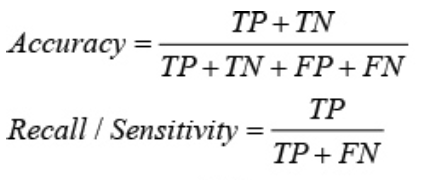 Accuracy = TP + TN / TP + TN + FP + FN
Recall / Sensitivity = TP / TP + FN